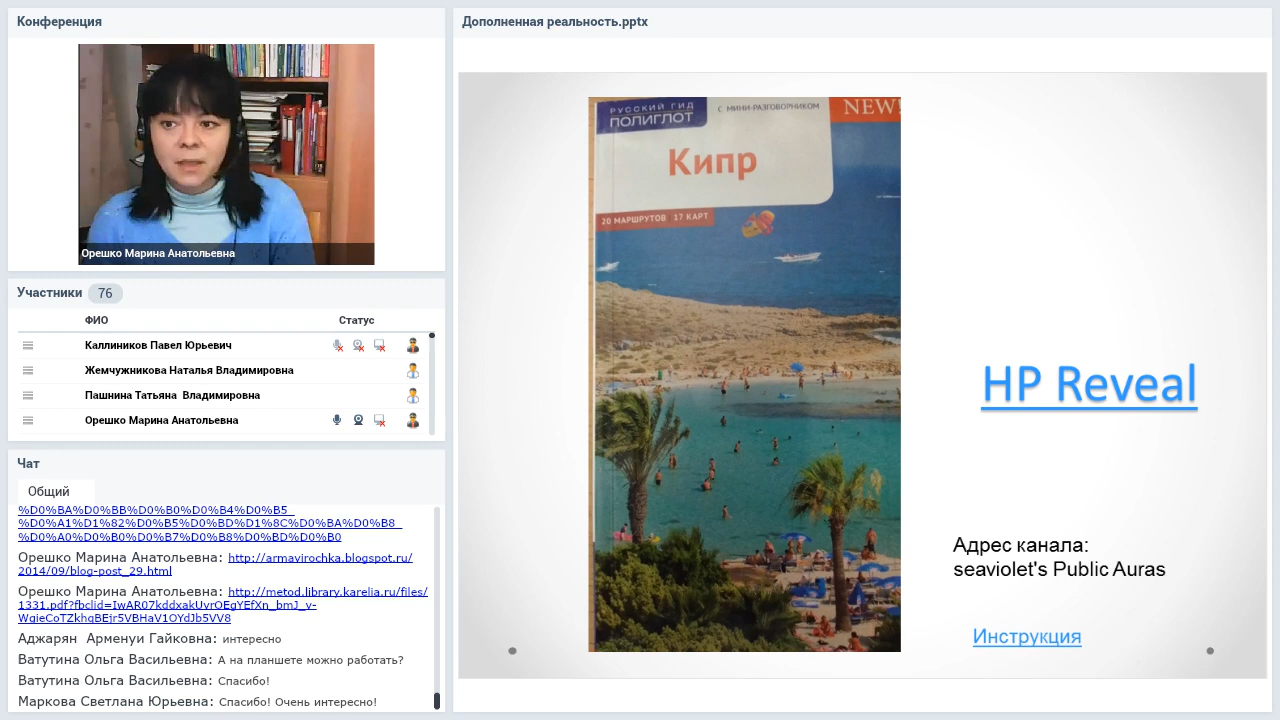 Конференция
Орешко Марина Анатольевна
Участники 76
ФИО Статус
Каллиников Павел Юрьевич
Жемчужникова Наталья Владимировна
Пашнина Татьяна Владимировна
Орешко Марина Анатольевна
Чат
Общий
%D0%BA%D0%BB%D0%B0%D0%B4%D0%B5_
%D0%A1%D1%82%D0%B5%D0%BD%D1%8C%D0%BA%D0%B8_
%D0%A0%D0%B0%D0%B7%D0%B8%D0%BD%D0%B0
Орешко Марина Анатольевна: http://armavirochka.blogspot.ru/
2014/09/blog-post_29.html
Орешко Марина Анатольевна: http://metod.library.karelia.ru/files/
1331.pdf?fbclid=IwAR07kddxakUvrOEgYEfXn_bmJ_v-
WgieCoTZkhqBEjr5VBHaV1OYdJb5VV8
Аджарян Арменуи Гайковна: интересно
Ватутина Ольга Васильевна: А на планшете можно работать?
Ватутина Ольга Васильевна: Спасибо!
Маркова Светлана Юрьевна: Спасибо! Очень интересно!
Дополненная реальность.pptx
РУССКИЙ ГИД
ПОЛИГЛОТ
С МИНИ-РАЗГОВОРНИКОМ
NEW!
Кипр
20 МАРШРУТОВ 17 КАРТ
HP Reveal
Адрес канала:
seaviolet's Public Auras
Инструкция